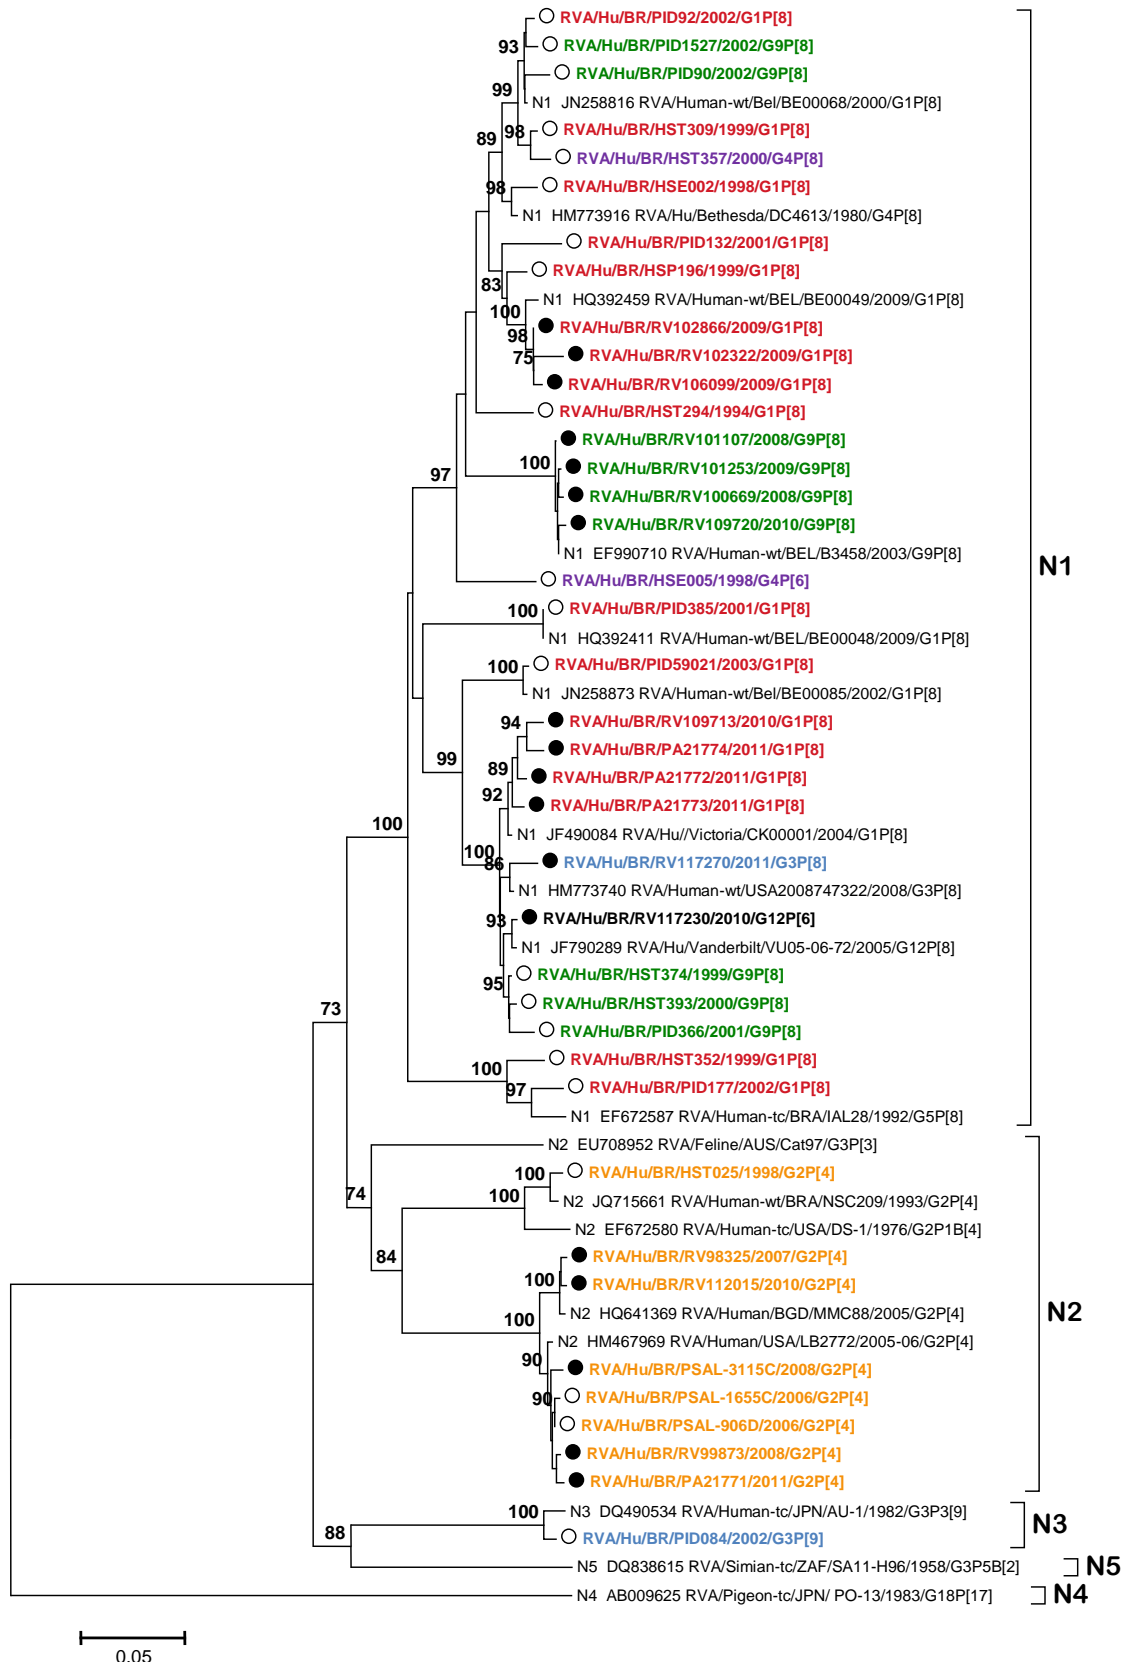 RVA/Hu/BR/PID92/2002/G1P[8]
93
RVA/Hu/BR/PID1527/2002/G9P[8]
RVA/Hu/BR/PID90/2002/G9P[8]
99
N1 JN258816 RVA/Human-wt/Bel/BE00068/2000/G1P[8]
98
RVA/Hu/BR/HST309/1999/G1P[8]
89
RVA/Hu/BR/HST357/2000/G4P[8]
98
RVA/Hu/BR/HSE002/1998/G1P[8]
N1 HM773916 RVA/Hu/Bethesda/DC4613/1980/G4P[8]
RVA/Hu/BR/PID132/2001/G1P[8]
RVA/Hu/BR/HSP196/1999/G1P[8]
83
N1 HQ392459 RVA/Human-wt/BEL/BE00049/2009/G1P[8]
100
RVA/Hu/BR/RV102866/2009/G1P[8]
98
RVA/Hu/BR/RV102322/2009/G1P[8]
75
RVA/Hu/BR/RV106099/2009/G1P[8]
RVA/Hu/BR/HST294/1994/G1P[8]
RVA/Hu/BR/RV101107/2008/G9P[8]
100
RVA/Hu/BR/RV101253/2009/G9P[8]
97
RVA/Hu/BR/RV100669/2008/G9P[8]
RVA/Hu/BR/RV109720/2010/G9P[8]
N1 EF990710 RVA/Human-wt/BEL/B3458/2003/G9P[8]
N1
RVA/Hu/BR/HSE005/1998/G4P[6]
100
RVA/Hu/BR/PID385/2001/G1P[8]
N1 HQ392411 RVA/Human-wt/BEL/BE00048/2009/G1P[8]
100
RVA/Hu/BR/PID59021/2003/G1P[8]
N1 JN258873 RVA/Human-wt/Bel/BE00085/2002/G1P[8]
94
RVA/Hu/BR/RV109713/2010/G1P[8]
RVA/Hu/BR/PA21774/2011/G1P[8]
99
89
RVA/Hu/BR/PA21772/2011/G1P[8]
92
RVA/Hu/BR/PA21773/2011/G1P[8]
100
N1 JF490084 RVA/Hu//Victoria/CK00001/2004/G1P[8]
100
86
RVA/Hu/BR/RV117270/2011/G3P[8]
N1 HM773740 RVA/Human-wt/USA2008747322/2008/G3P[8]
93
RVA/Hu/BR/RV117230/2010/G12P[6]
N1 JF790289 RVA/Hu/Vanderbilt/VU05-06-72/2005/G12P[8]
RVA/Hu/BR/HST374/1999/G9P[8]
95
RVA/Hu/BR/HST393/2000/G9P[8]
73
RVA/Hu/BR/PID366/2001/G9P[8]
RVA/Hu/BR/HST352/1999/G1P[8]
100
RVA/Hu/BR/PID177/2002/G1P[8]
97
N1 EF672587 RVA/Human-tc/BRA/IAL28/1992/G5P[8]
N2 EU708952 RVA/Feline/AUS/Cat97/G3P[3]
100
RVA/Hu/BR/HST025/1998/G2P[4]
74
100
N2 JQ715661 RVA/Human-wt/BRA/NSC209/1993/G2P[4]
N2 EF672580 RVA/Human-tc/USA/DS-1/1976/G2P1B[4]
84
RVA/Hu/BR/RV98325/2007/G2P[4]
100
RVA/Hu/BR/RV112015/2010/G2P[4]
N2 HQ641369 RVA/Human/BGD/MMC88/2005/G2P[4]
N2
100
N2 HM467969 RVA/Human/USA/LB2772/2005-06/G2P[4]
90
RVA/Hu/BR/PSAL-3115C/2008/G2P[4]
90
RVA/Hu/BR/PSAL-1655C/2006/G2P[4]
RVA/Hu/BR/PSAL-906D/2006/G2P[4]
RVA/Hu/BR/RV99873/2008/G2P[4]
RVA/Hu/BR/PA21771/2011/G2P[4]
100
N3 DQ490534 RVA/Human-tc/JPN/AU-1/1982/G3P3[9]
N3
88
RVA/Hu/BR/PID084/2002/G3P[9]
N5 DQ838615 RVA/Simian-tc/ZAF/SA11-H96/1958/G3P5B[2]
N5
N4 AB009625 RVA/Pigeon-tc/JPN/ PO-13/1983/G18P[17]
N4
0.05